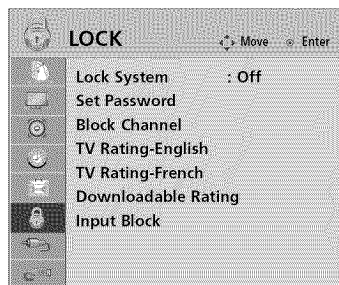 LOCK Move Enter
Lock System : Off
Set Password
Block Channel
TV Rating-English
TV Rating-French
Downloadable Rating
Input Block